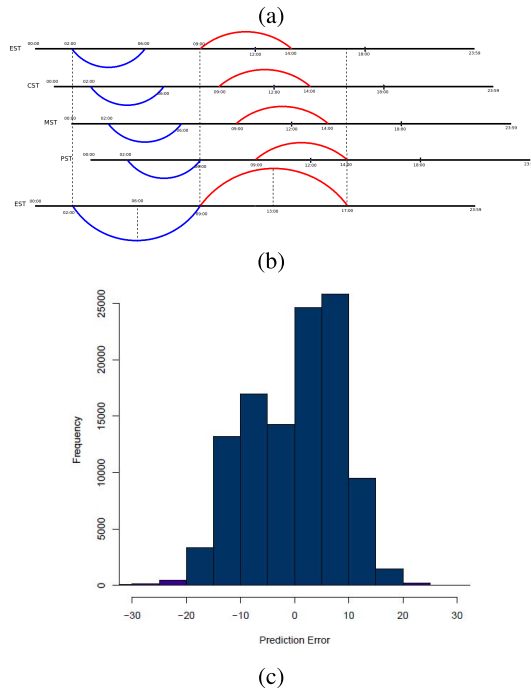 (a)
EST 00:00 02:00 06:00 09:00 12:00 14:00 18:00 23:59
CST 00:00 02:00 06:00 09:00 12:00 14:00 18:00 23:59
MST 00:00 02:00 06:00 09:00 12:00 14:00 18:00 23:59
PST 00:00 02:00 06:00 09:00 12:00 14:00 18:00 23:5
EST 00:00 02:00 06:00 09:00 13:00 17:00 23:59
(b)
25000
20000
15000
10000
5000
0
Frequency
−30 −20 −10 0 10 20 30
Prediction Error
(c)